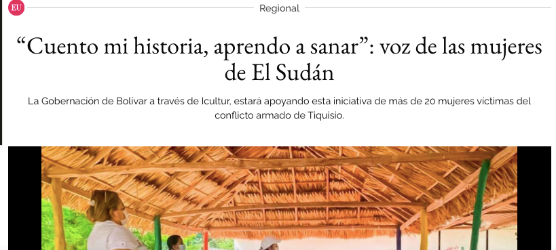 EU
Regional
“Cuento mi historia, aprendo a sanar”: voz de las mujeres
de El Sudán
La Gobernación de Bolívar a través de Icultur, estará apoyando esta iniciativa de más de 20 mujeres víctimas del
conflicto armado de Tiquisio.